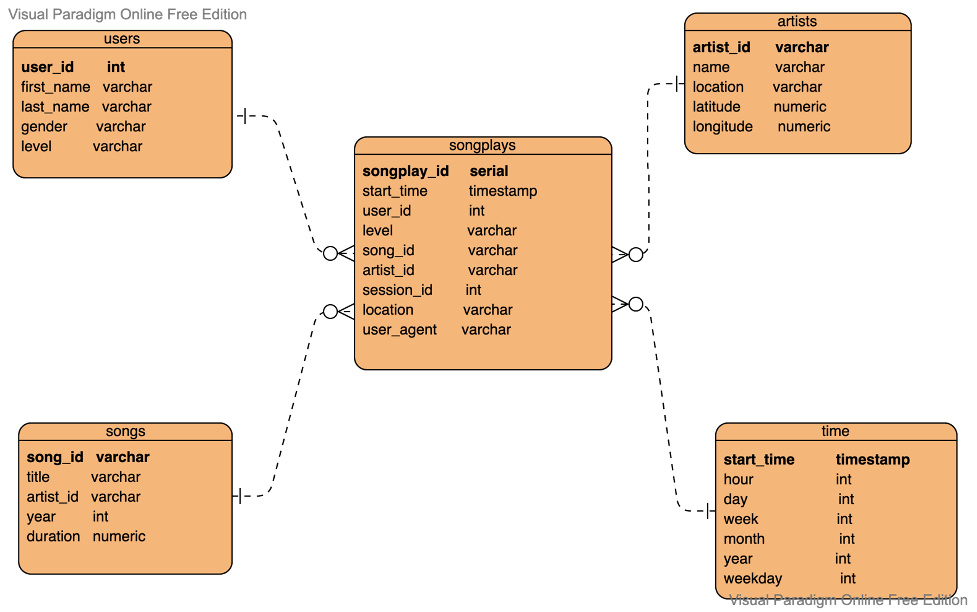 Visual Paradigm Online Free Edition
users
user_id int
first_name varchar
last_name varchar
gender varchar
level varchar
artists
artist_id varchar
name varchar
location varchar
latitude numeric
longitude numeric
songplays
songplay_id serial
start_time timestamp
user_id int
level varchar
song_id varchar
artist_id varchar
session_id int
location varchar
user_agent varchar
songs
song_id varchar
title varchar
artist_id varchar
year int
duration numeric
time
start_time timestamp
hour int
day int
week int
month int
year int
weekday int
Visual Paradigm Online Free Edition